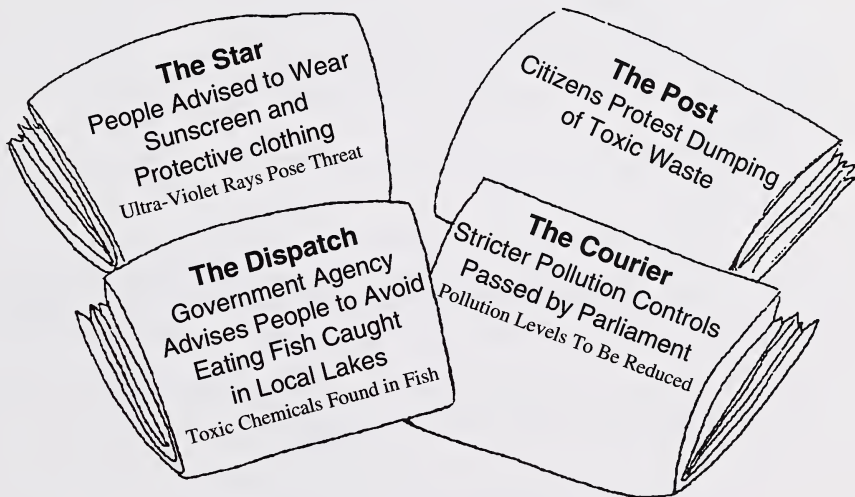 The Star
People Advised to Wear
Sunscreen and
Protective clothing
Ultra-Violet Rays Pose Threat
The Post
Citizens Protest Dumping
of Toxic Waste
The Dispatch
Government Agency
Advises People to Avoid
Eating Fish Caught
in Local Lakes
Toxic Chemicals Found in Fish
The Courier
Stricter Pollution Controls
Passed by Parliament
Pollution Levels To Be Reduced